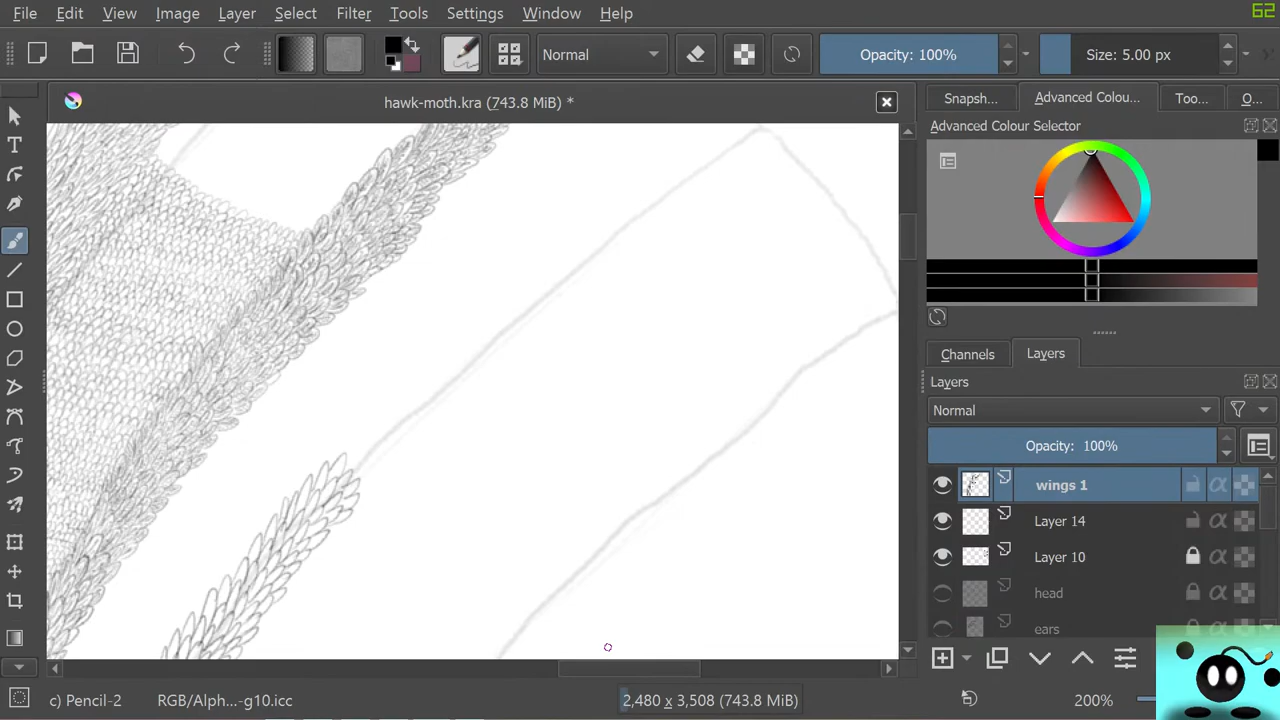 File Edit View Image Layer Select Filter Tools Settings Window Help
62
Normal
Opacity: 100%
Size: 5.00 px
hawk-moth.kra (743.8 MiB) *
Snapsh...
Advanced Colou...
Too...
O...
Advanced Colour Selector
Channels
Layers
Layers
Normal
Opacity: 100%
wings 1
Layer 14
Layer 10
head
ears
c) Pencil-2
RGB/Alph...-g10.icc
2,480 x 3,508 (743.8 MiB)
200%